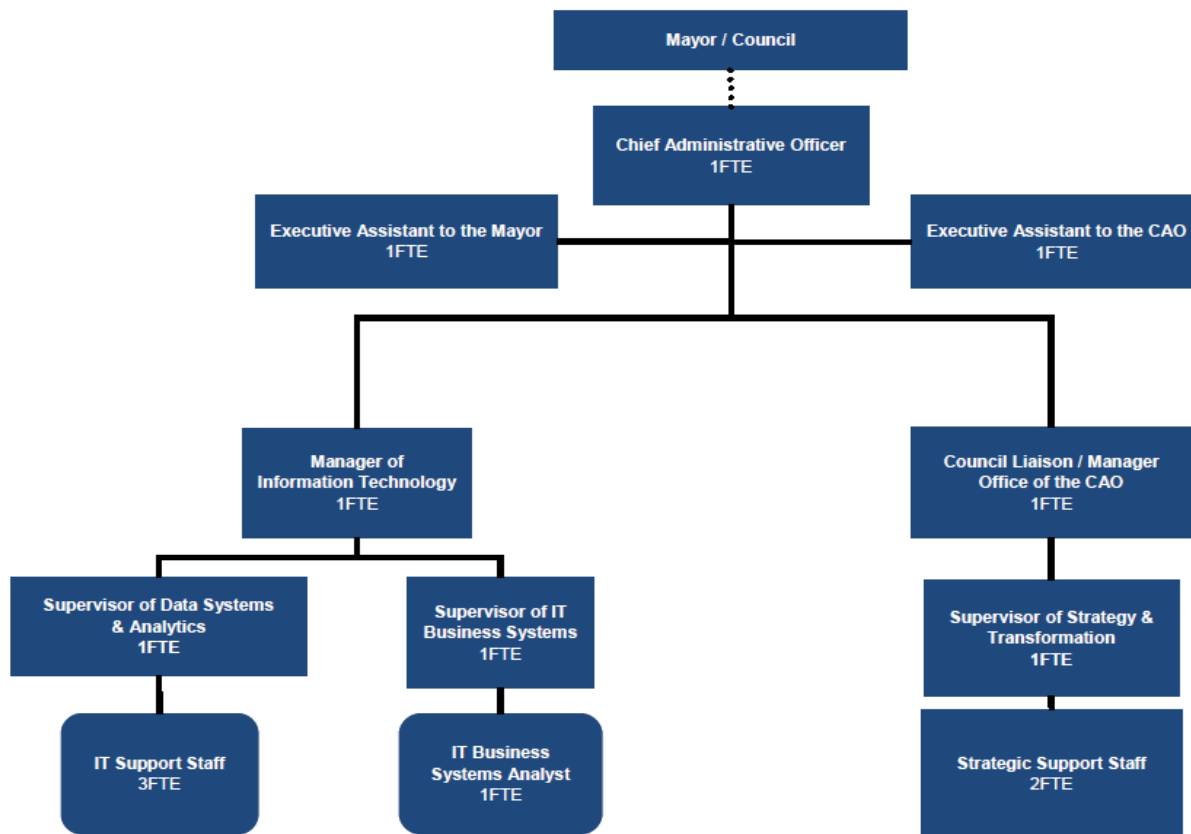 Mayor / Council
Chief Administrative Officer
1FTE
Executive Assistant to the Mayor
1FTE
Executive Assistant to the CAO
1FTE
Manager of
Information Technology
1FTE
Council Liaison / Manager
Office of the CAO
1FTE
Supervisor of Data Systems
& Analytics
1FTE
Supervisor of IT
Business Systems
1FTE
Supervisor of Strategy &
Transformation
1FTE
IT Support Staff
3FTE
IT Business
Systems Analyst
1FTE
Strategic Support Staff
2FTE